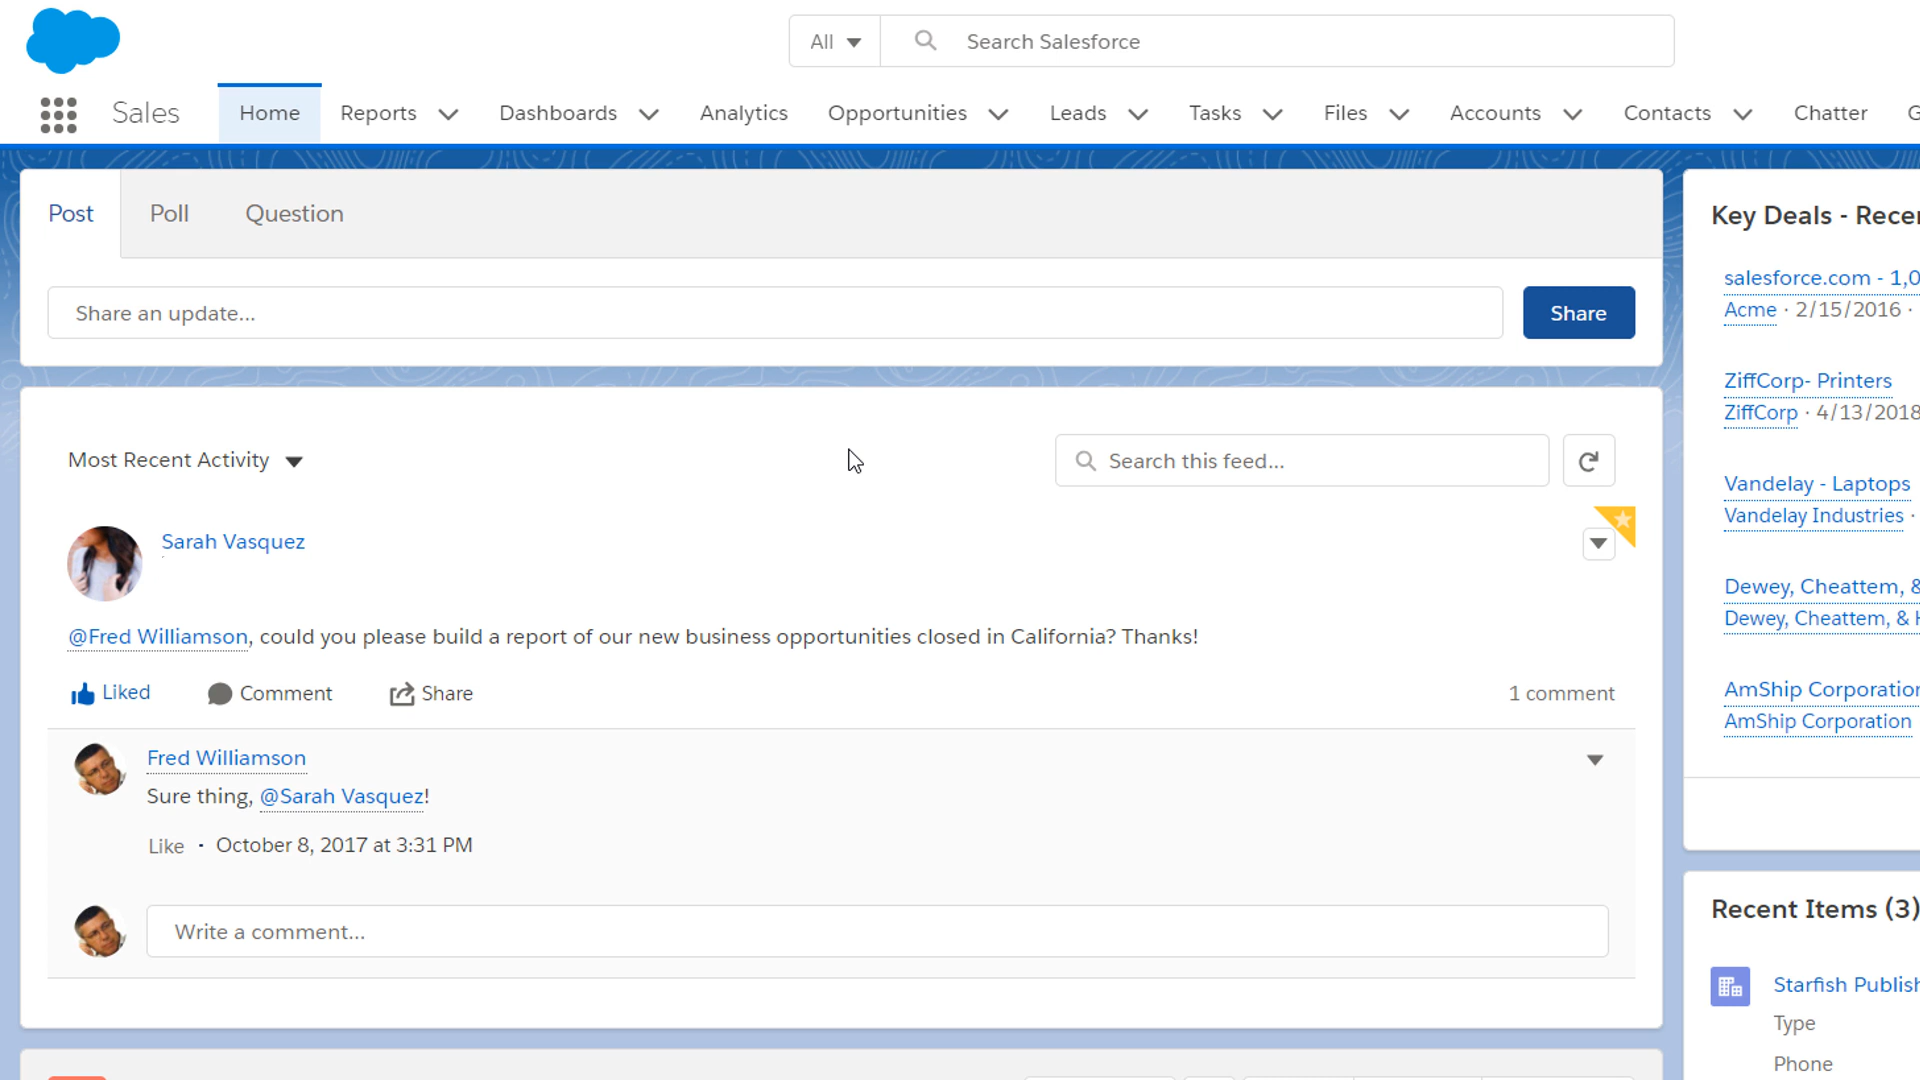 All
Search Salesforce
Sales
Home
Reports
Dashboards
Analytics
Opportunities
Leads
Tasks
Files
Accounts
Contacts
Chatter
Post
Poll
Question
Share an update...
Share
Most Recent Activity
Search this feed...
Sarah Vasquez
@Fred Williamson, could you please build a report of our new business opportunities closed in California? Thanks!
Liked
Comment
Share
1 comment
Fred Williamson
Sure thing, @Sarah Vasquez!
Like · October 8, 2017 at 3:31 PM
Write a comment...
Key Deals -
salesforce.com -
Acme · 2/15/2016 ·
ZiffCorp- Printers
ZiffCorp · 4/13/2018
Vandelay - Laptops
Vandelay Industries ·
Dewey, Cheattem, &
Dewey, Cheattem, &
AmShip
AmShip Corporation
Recent Items (3)
Starfish
Type
Phone